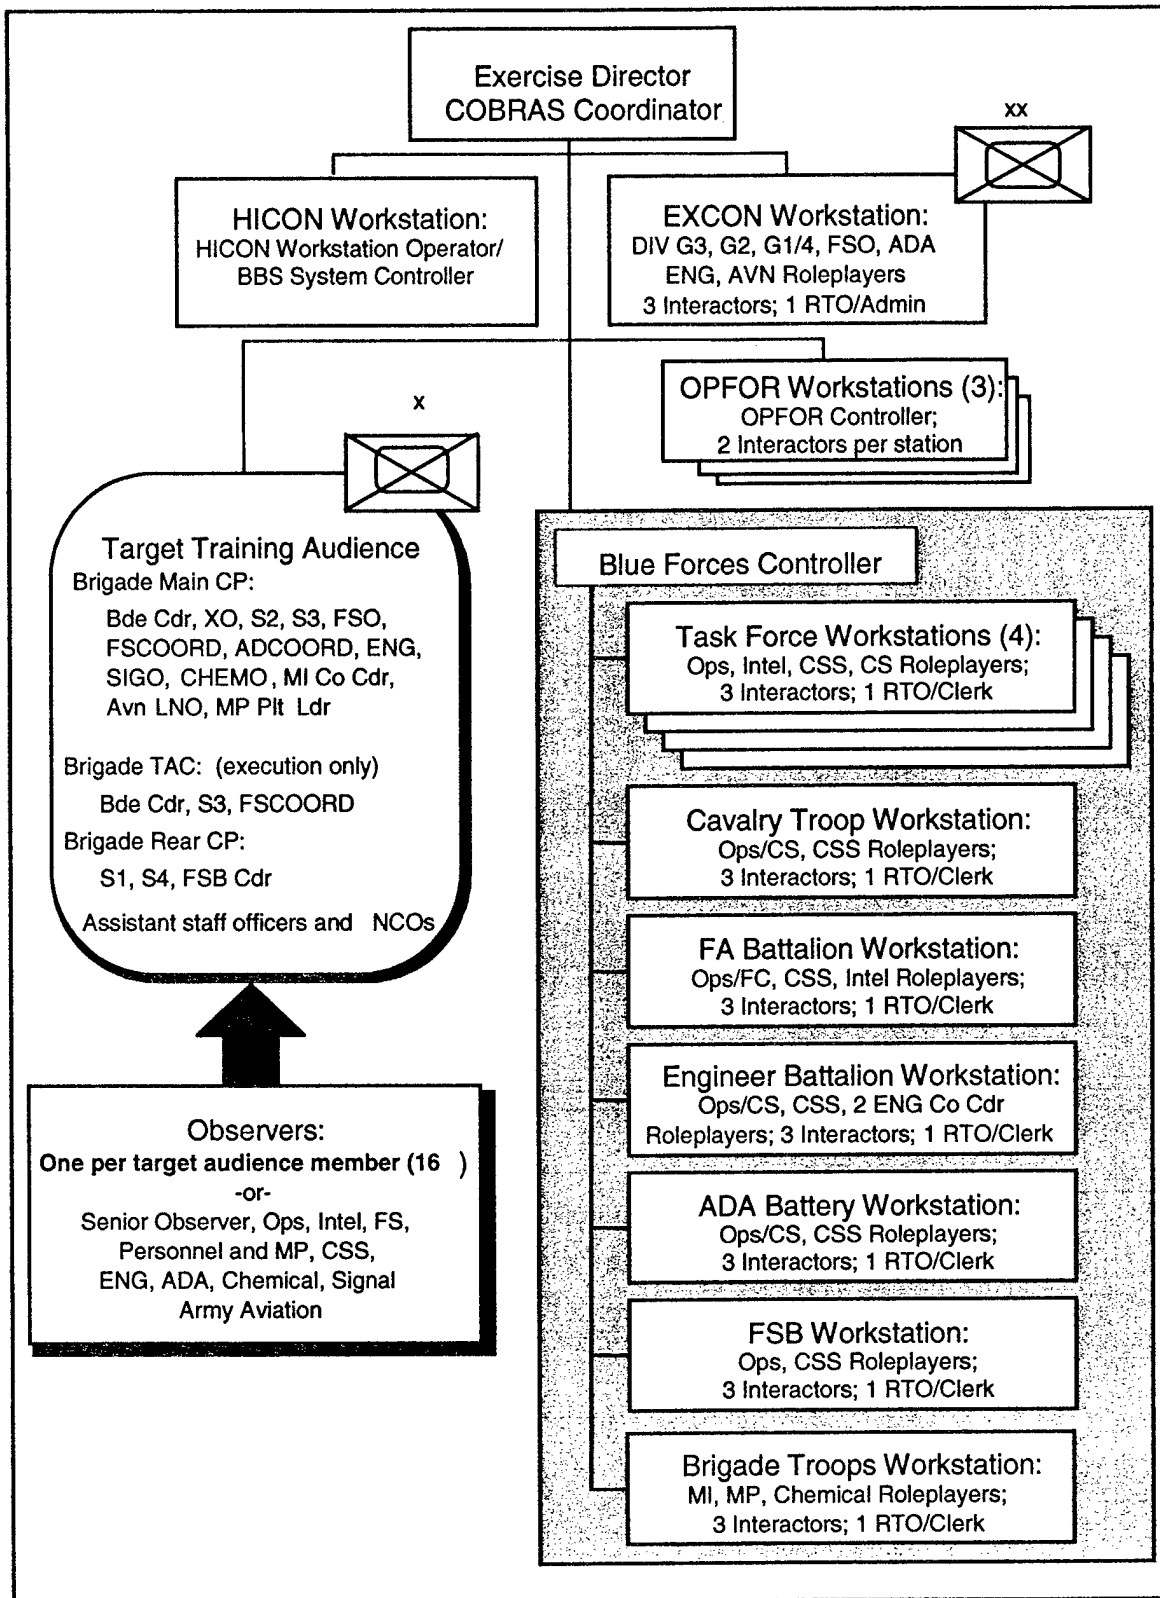 Exercise Director
COBRAS Coordinator
xx
HICON Workstation:
HICON Workstation Operator/
BBS System Controller
EXCON Workstation:
DIV G3, G2, G1/4, FSO, ADA
ENG, AVN Roleplayers
3 Interactors; 1 RTO/Admin
OPFOR Workstations (3):
OPFOR Controller;
2 Interactors per station
x
Target Training Audience
Brigade Main CP:
Bde Cdr, XO, S2, S3, FSO,
FSCOORD, ADCOORD, ENG,
SIGO, CHEMO, MI Co Cdr,
Avn LNO, MP Plt Ldr
Brigade TAC: (execution only)
Bde Cdr, S3, FSCOORD
Brigade Rear CP:
S1, S4, FSB Cdr
Assistant staff officers and NCOs
Observers:
One per target audience member (16 )
-or-
Senior Observer, Ops, Intel, FS,
Personnel and MP, CSS,
ENG, ADA, Chemical, Signal
Army Aviation
Blue Forces Controller
Task Force Workstations (4):
Ops, Intel, CSS, CS Roleplayers;
3 Interactors; 1 RTO/Clerk
Cavalry Troop Workstation:
Ops/CS, CSS Roleplayers;
3 Interactors; 1 RTO/Clerk
FA Battalion Workstation:
Ops/FC, CSS, Intel Roleplayers;
3 Interactors; 1 RTO/Clerk
Engineer Battalion Workstation:
Ops/CS, CSS, 2 ENG Co Cdr
Roleplayers; 3 Interactors; 1 RTO/Clerk
ADA Battery Workstation:
Ops/CS, CSS Roleplayers;
3 Interactors; 1 RTO/Clerk
FSB Workstation:
Ops, CSS Roleplayers;
3 Interactors; 1 RTO/Clerk
Brigade Troops Workstation:
MI, MP, Chemical Roleplayers;
3 Interactors; 1 RTO/Clerk